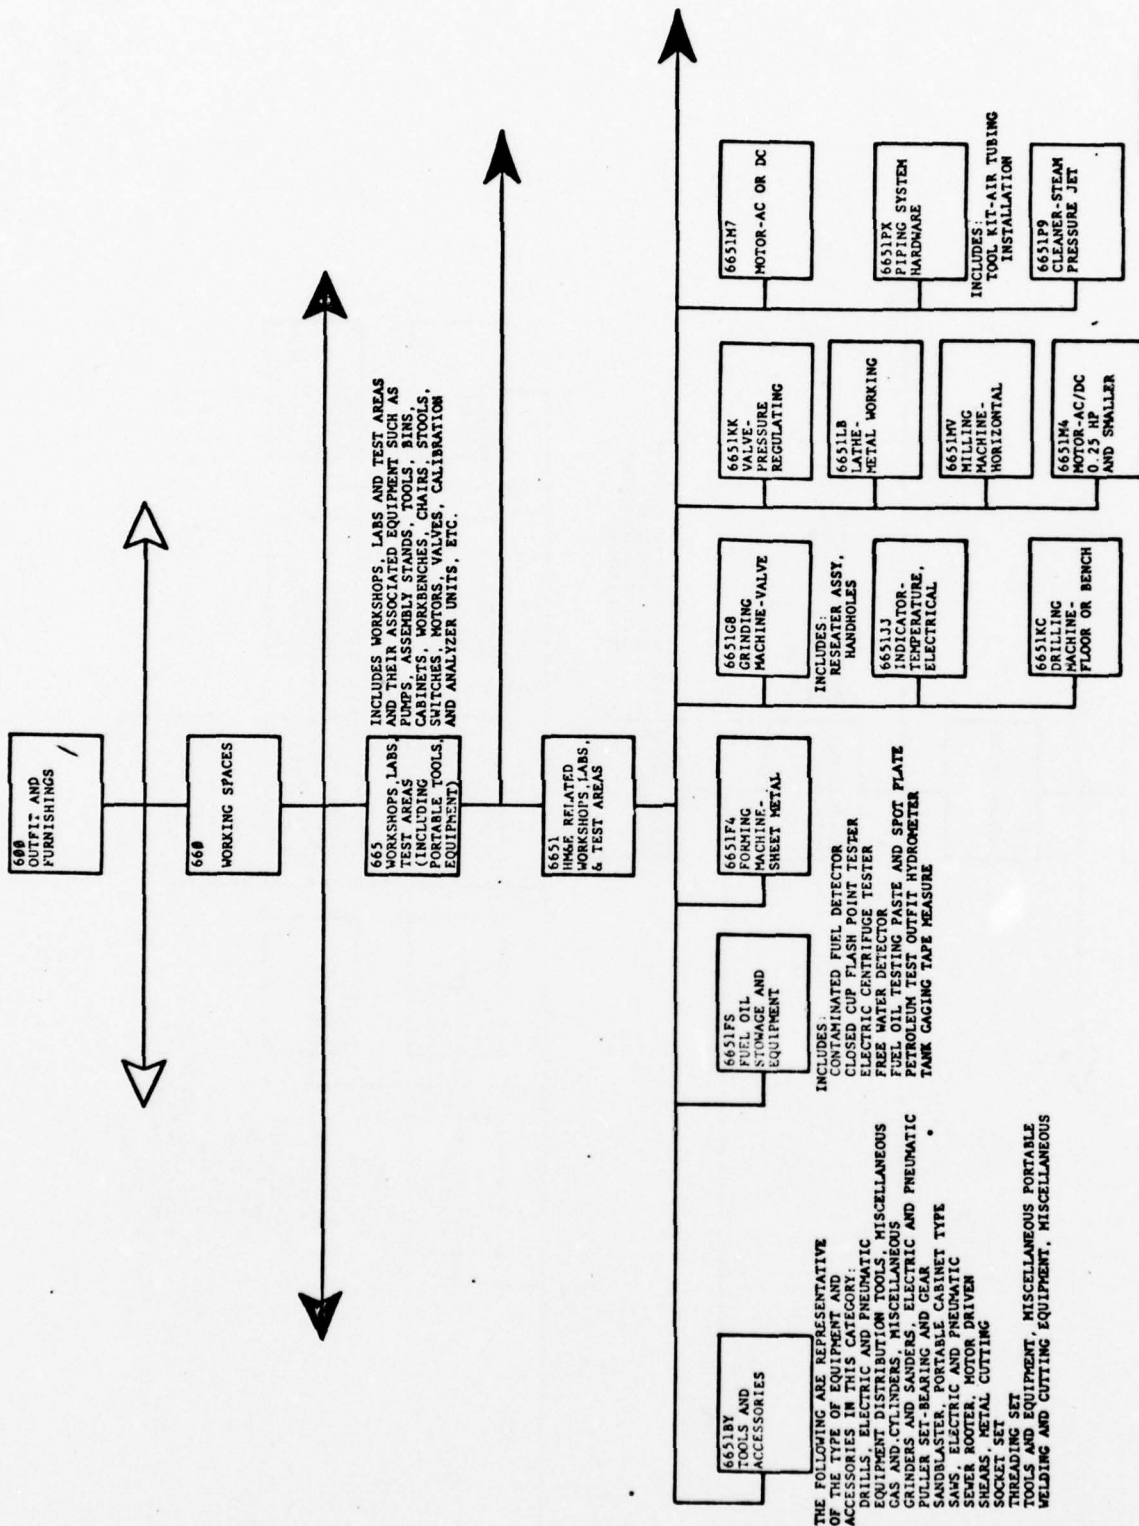 600
OUTFIT AND
FURNISHINGS
660
WORKING SPACES
665
WORKSHOPS, LABS,
TEST AREAS
(INCLUDING
PORTABLE TOOLS,
EQUIPMENT)
INCLUDES WORKSHOPS, LABS AND TEST AREAS
AND THEIR ASSOCIATED EQUIPMENT SUCH AS
PUMPS, ASSEMBLY STANDS, TOOLS, BINS,
CABINETS, WORKBENCHES, CHAIRS, STOOLS,
SWITCHES, MOTORS, VALVES, CALIBRATION
AND ANALYZER UNITS, ETC.
6651
HM&E RELATED
WORKSHOPS, LABS,
& TEST AREAS
6651BY
TOOLS AND
ACCESSORIES
THE FOLLOWING ARE REPRESENTATIVE
OF THE TYPE OF EQUIPMENT AND
ACCESSORIES IN THIS CATEGORY:
DRILLS, ELECTRIC AND PNEUMATIC
EQUIPMENT DISTRIBUTION TOOLS, MISCELLANEOUS
GAS AND CYLINDERS, MISCELLANEOUS
GRINDERS AND SANDERS, ELECTRIC AND PNEUMATIC
PULLER SET-BEARING AND GEAR
SANDBLASTER, PORTABLE CABINET TYPE
SAWS, ELECTRIC AND PNEUMATIC
SEWER ROOTER, MOTOR DRIVEN
SHEARS, METAL CUTTING
SOCKET SET
THREADING SET
TOOLS AND EQUIPMENT, MISCELLANEOUS PORTABLE
WELDING AND CUTTING EQUIPMENT, MISCELLANEOUS
6651FS
FUEL OIL
STOWAGE AND
EQUIPMENT
INCLUDES:
CONTAMINATED FUEL DETECTOR
CLOSED CUP FLASH POINT TESTER
ELECTRIC CENTRIFUGE TESTER
FREE WATER DETECTOR
FUEL OIL TESTING PASTE AND SPOT PLATE
PETROLEUM TEST OUTFIT HYDROMETER
TANK GAGING TAPE MEASURE
6651F4
FORMING
MACHINE-
SHEET METAL
6651G8
GRINDING
MACHINE-VALVE
INCLUDES:
RESEATER ASSY,
HANDHOLES
6651JJ
INDICATOR-
TEMPERATURE,
ELECTRICAL
6651KC
DRILLING
MACHINE-
FLOOR OR BENCH
6651KK
VALVE-
PRESSURE
REGULATING
6651LB
LATHE-
METAL WORKING
6651MV
MILLING
MACHINE-
HORIZONTAL
6651M4
MOTOR-AC/DC
0.25 HP
AND SMALLER
6651M7
MOTOR-AC OR DC
6651PX
PIPING SYSTEM
HARDWARE
INCLUDES:
TOOL KIT-AIR TUBING
INSTALLATION
6651P9
CLEANER-STEAM
PRESSURE JET